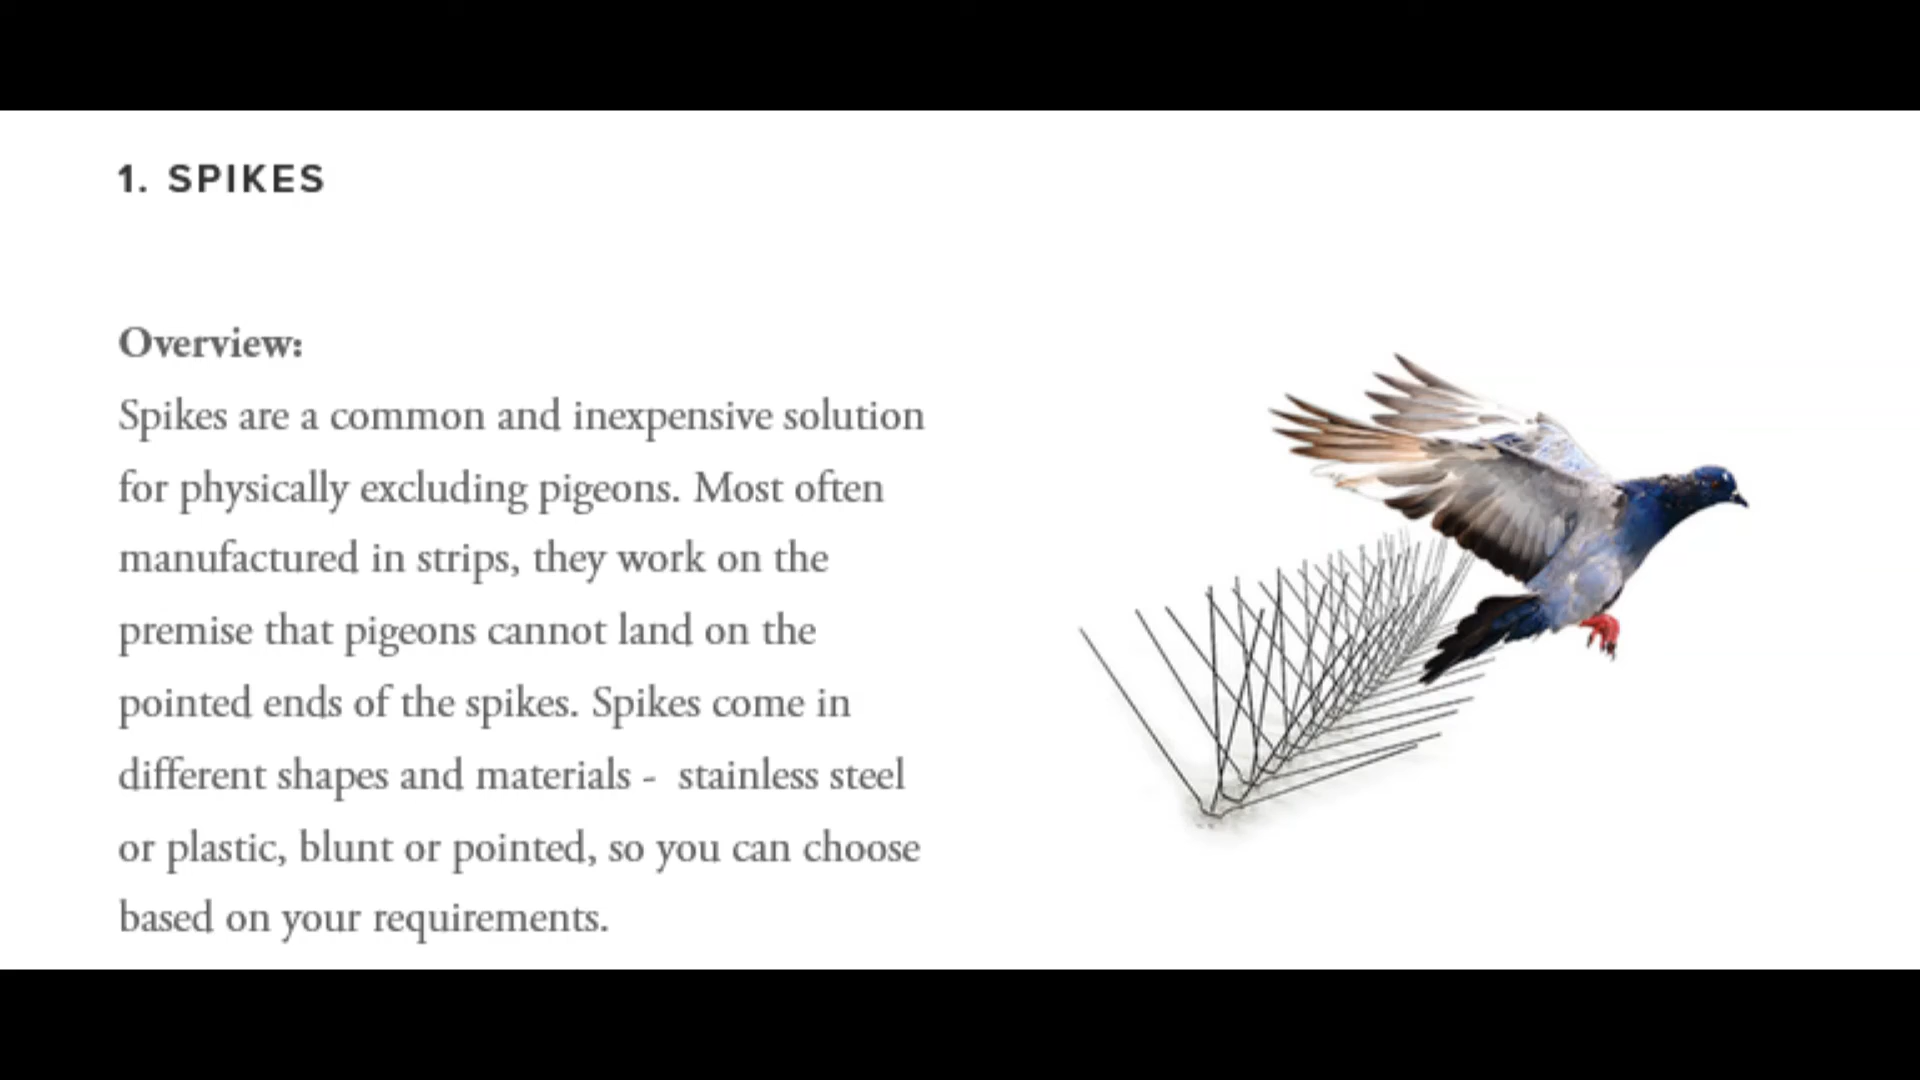 1. SPIKES
Overview:
Spikes are a common and inexpensive solution
for physically excluding pigeons. Most often
manufactured in strips, they work on the
premise that pigeons cannot land on the
pointed ends of the spikes. Spikes come in
different shapes and materials -  stainless steel
or plastic, blunt or pointed, so you can choose
based on your requirements.